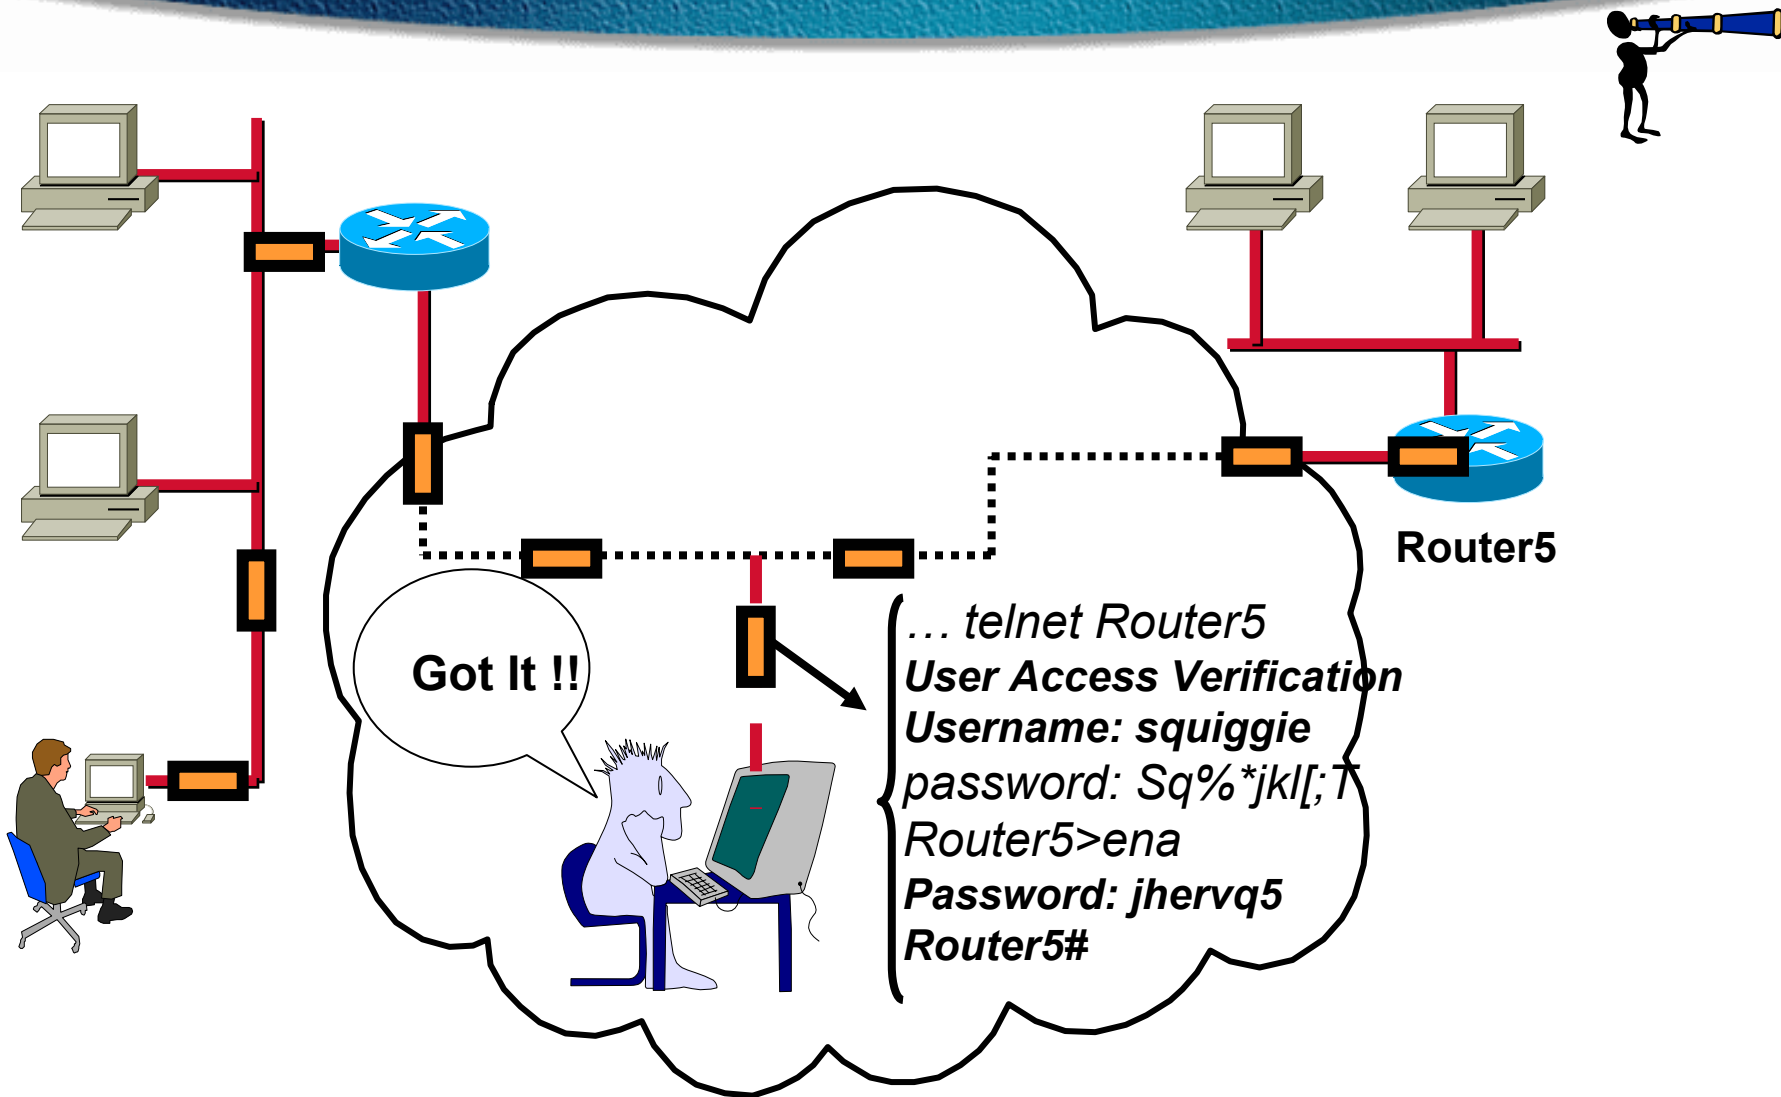 Router5
Got It !!
… telnet Router5
User Access Verification
Username: squiggie
password: Sq%*jkl[;T
Router5>ena
Password: jhervq5
Router5#